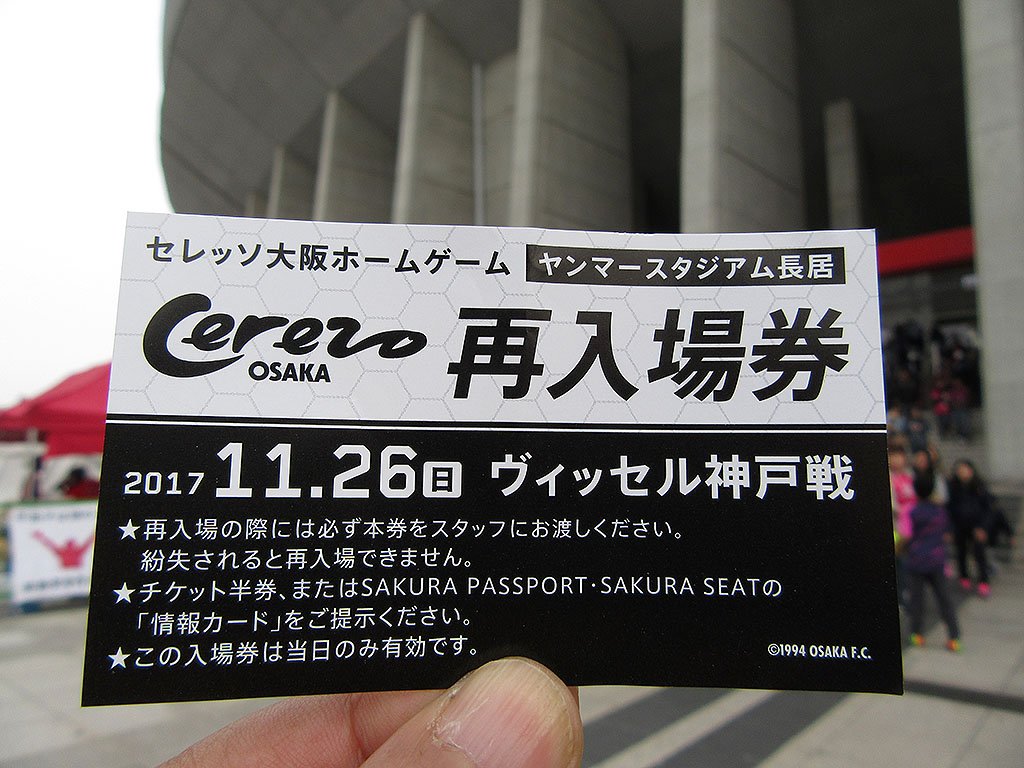 セレッソ大阪ホームゲーム ヤンマースタジアム長居
Cerezo
OSAKA
再入場券
2017 11.26日 ヴィッセル神戸戦
★再入場の際には必ず本券をスタッフにお渡しください。
紛失されると再入場できません。
★チケット半券、またはSAKURA PASSPORT･SAKURA SEATの
「情報カード」をご提示ください。
★この入場券は当日のみ有効です。
©1994 OSAKA F.C.